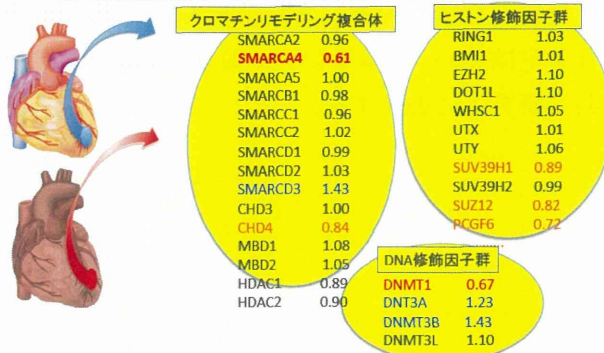 クロマチンリモデリング複合体
SMARCA2 0.96
SMARCA4 0.61
SMARCA5 1.00
SMARCB1 0.98
SMARCC1 0.96
SMARCC2 1.02
SMARCD1 0.99
SMARCD2 1.03
SMARCD3 1.43
CHD3 1.00
CHD4 0.84
MBD1 1.08
MBD2 1.05
HDAC1 0.89
HDAC2 0.90
ヒストン修飾因子群
RING1 1.03
BMI1 1.01
EZH2 1.10
DOT1L 1.10
WHSC1 1.05
UTX 1.01
UTY 1.06
SUV39H1 0.89
SUV39H2 0.99
SUZ12 0.82
PCGF6 0.72
DNA修飾因子群
DNMT1 0.67
DNT3A 1.23
DNMT3B 1.43
DNMT3L 1.10